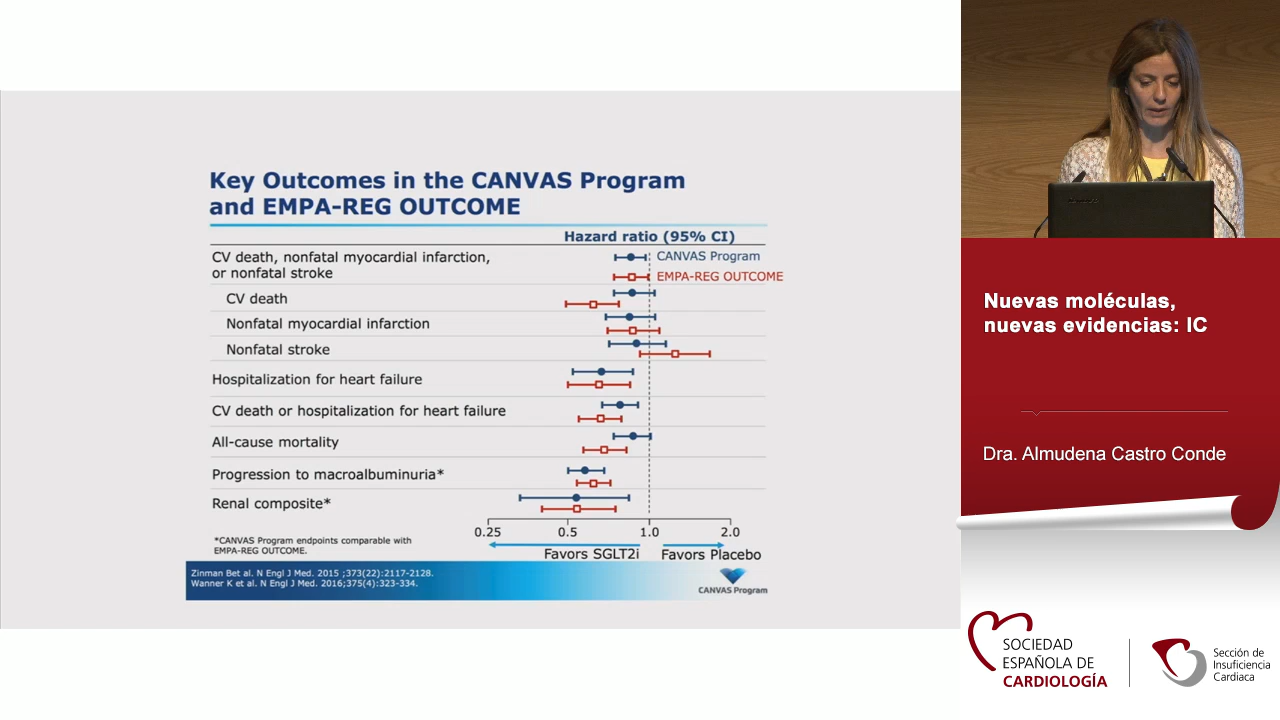 Key Outcomes in the CANVAS Program
and EMPA-REG OUTCOME
Hazard ratio (95% CI)
CV death, nonfatal myocardial infarction,
or nonfatal stroke
CANVAS Program
EMPA-REG OUTCOME
CV death
Nonfatal myocardial infarction
Nonfatal stroke
Hospitalization for heart failure
CV death or hospitalization for heart failure
All-cause mortality
Progression to macroalbuminuria*
Renal composite*
0.25 0.5 1.0 2.0
Favors SGLT2i Favors Placebo
*CANVAS Program endpoints comparable with
EMPA-REG OUTCOME.
Zinman Bet al. N Engl J Med. 2015 ;373(22):2117-2128.
Wanner K et al. N Engl J Med. 2016;375(4):323-334.
CANVAS Program
Nuevas moléculas,
nuevas evidencias: IC
Dra. Almudena Castro Conde
SOCIEDAD
ESPAÑOLA DE
CARDIOLOGÍA
Sección de
Insuficiencia
Cardiaca